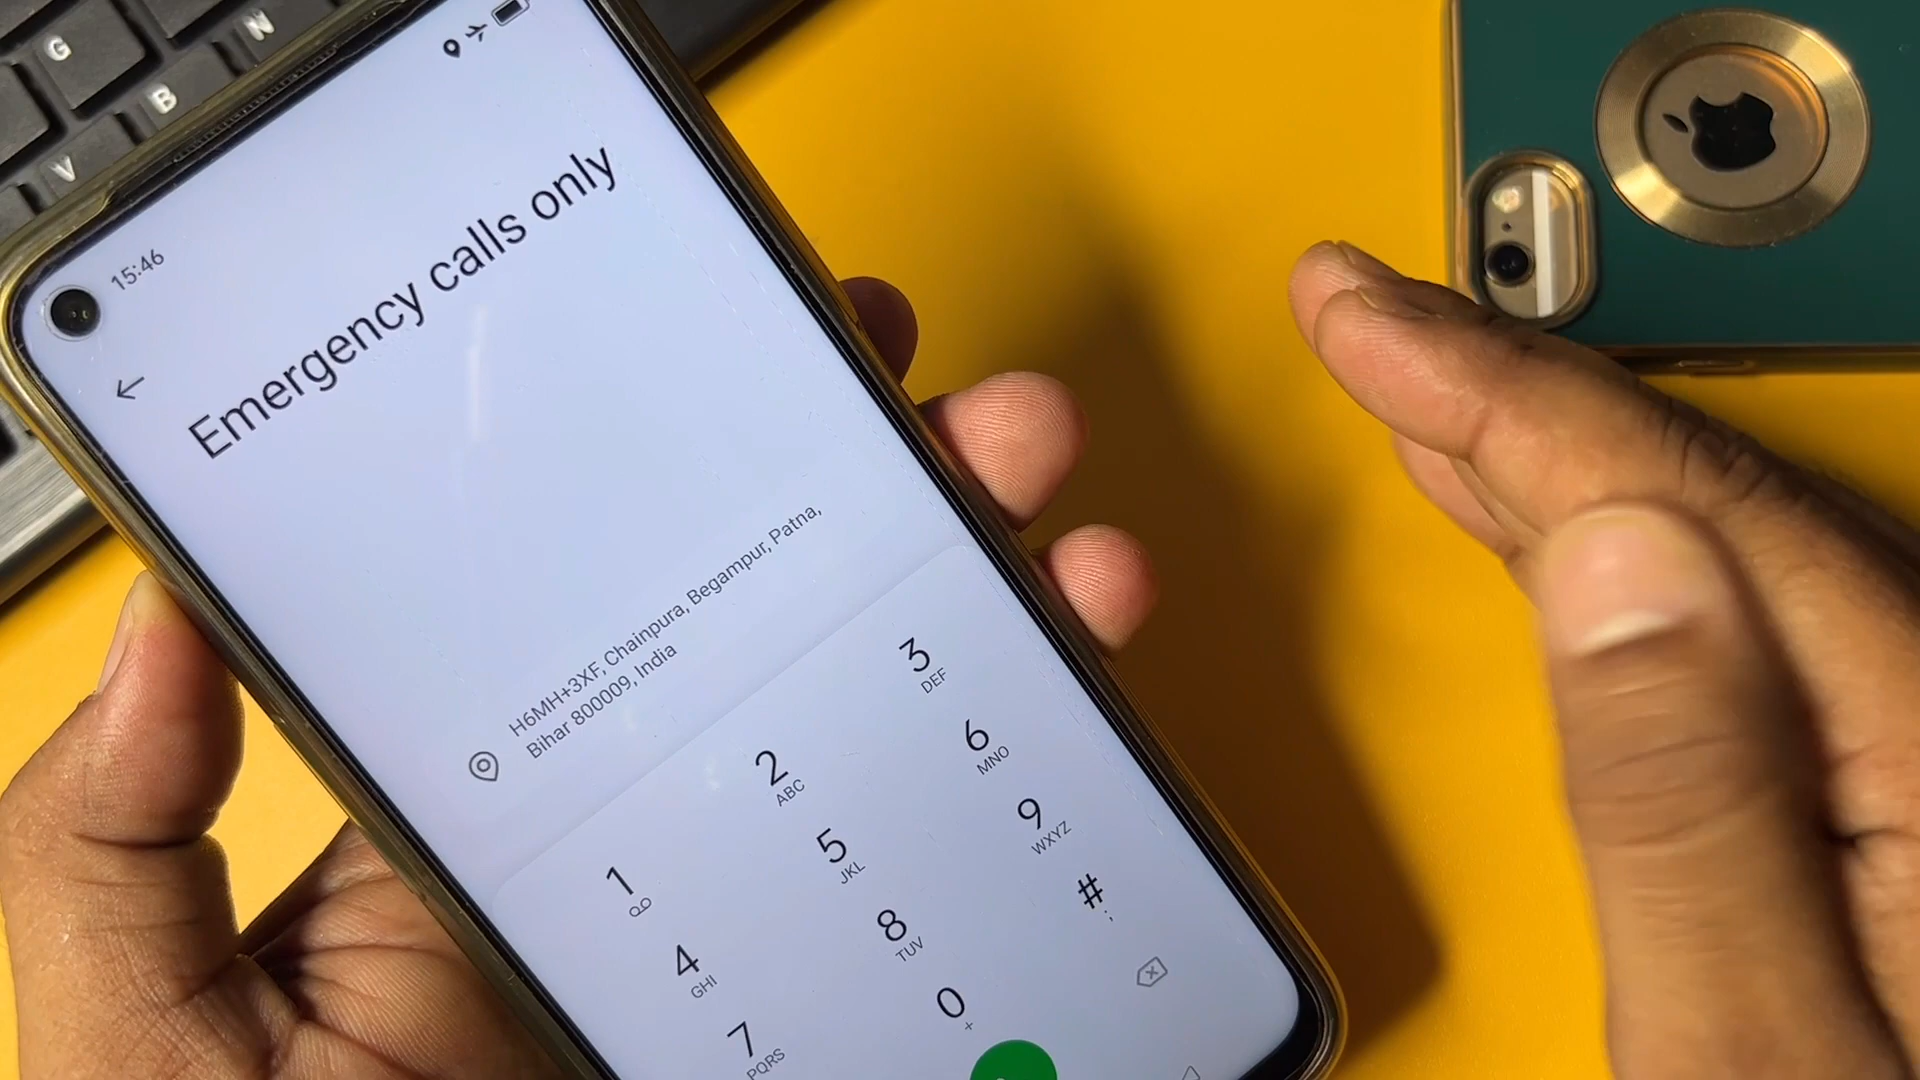 G
N
B
V
15:46
Emergency calls only
H6MH+3XF, Chainpura, Begampur, Patna,
Bihar 800009, India
1
2 ABC
3 DEF
4 GHI
5 JKL
6 MNO
7 PQRS
8 TUV
9 WXYZ
0 +
# ;